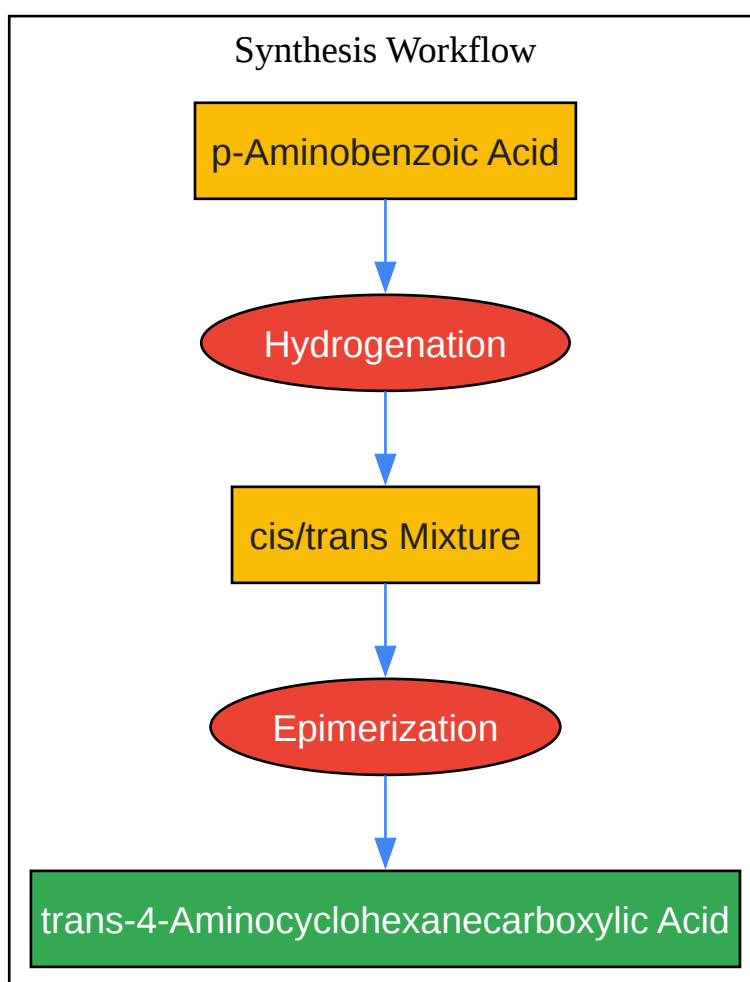 Synthesis Workflow
p-Aminobenzoic Acid
Hydrogenation
cis/trans Mixture
Epimerization
trans-4-Aminocyclohexanecarboxylic Acid